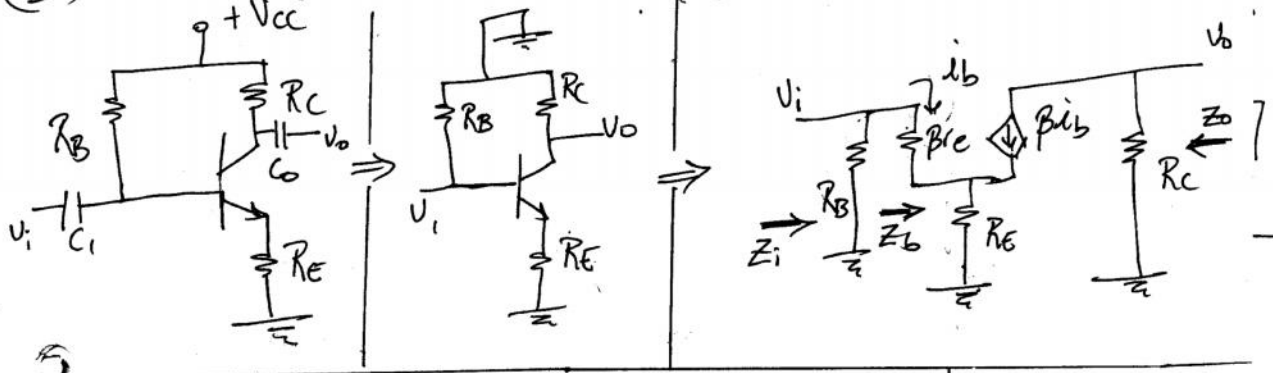 + Vcc
RC
RB
Vo
Co
Vi
C1
RE
⇒
RB
RC
Vo
Vi
RE
⇒
ib
Vo
Vi
βre
βib
Zo
RB
RC
Zi
Zb
RE